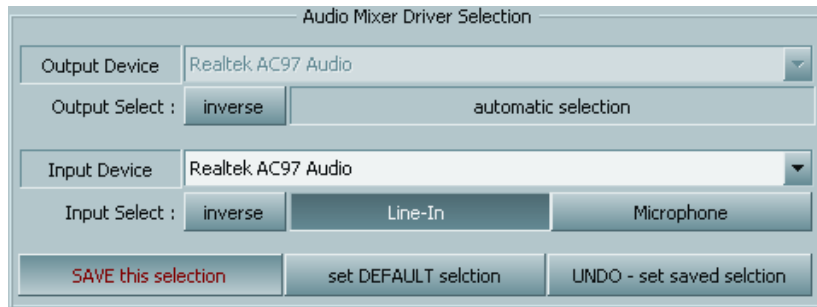 Audio Mixer Driver Selection
Output Device Realtek AC97 Audio
Output Select : inverse automatic selection
Input Device Realtek AC97 Audio
Input Select : inverse Line-In Microphone
SAVE this selection set DEFAULT selction UNDO - set saved selction